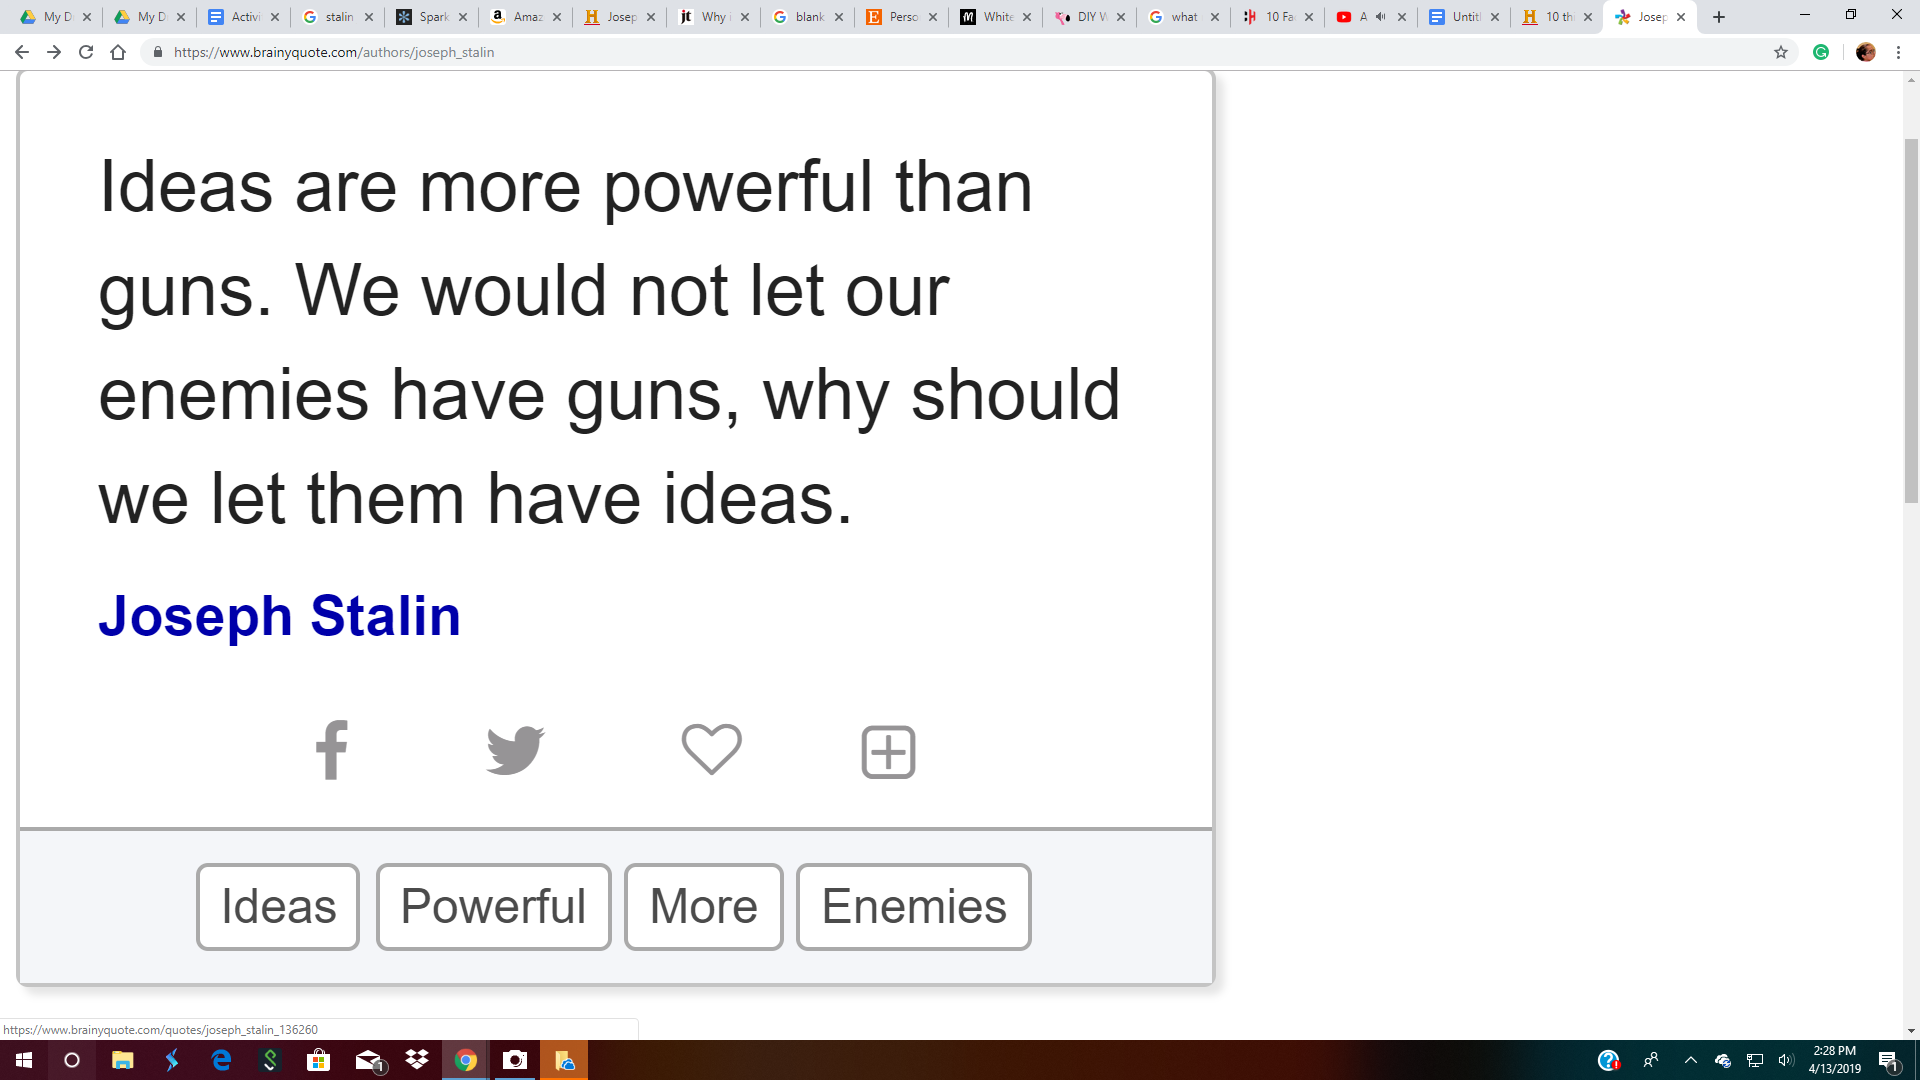 My D
My D
Activi
stalin
Spark
Amaz
Josep
Why i
blank
Perso
White
DIY W
what
10 Fa
A
Untitl
10 thi
Josep
https://www.brainyquote.com/authors/joseph_stalin
Ideas are more powerful than
guns. We would not let our
enemies have guns, why should
we let them have ideas.
Joseph Stalin
Ideas
Powerful
More
Enemies
https://www.brainyquote.com/quotes/joseph_stalin_136260
2:28 PM
4/13/2019